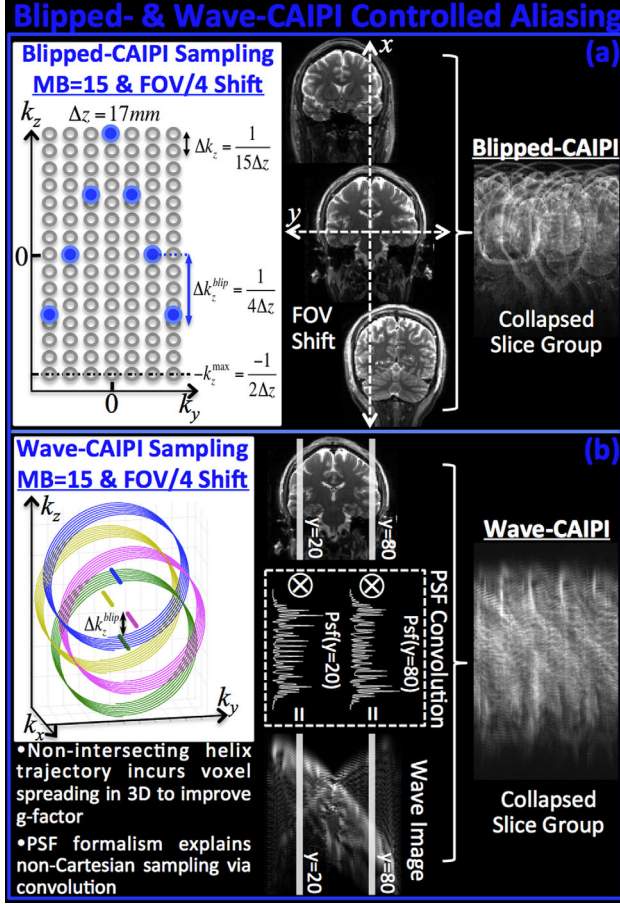 Blipped- & Wave-CAIPI Controlled Aliasing
(a)
Blipped-CAIPI Sampling
MB=15 & FOV/4 Shift
k_z
Δz = 17mm
Δk_z = 1/(15Δz)
0
Δk_z^blip = 1/(4Δz)
-k_z^max = -1/(2Δz)
0
k_y
x
y
FOV
Shift
Blipped-CAIPI
Collapsed
Slice Group
(b)
Wave-CAIPI Sampling
MB=15 & FOV/4 Shift
k_z
Δk_z^blip
k_x
k_y
•Non-intersecting helix
trajectory incurs voxel
spreading in 3D to improve
g-factor
•PSF formalism explains
non-Cartesian sampling via
convolution
y=20
y=80
⊗
⊗
Psf(y=20)
Psf(y=80)
PSF Convolution
=
=
y=20
y=80
Wave Image
Wave-CAIPI
Collapsed
Slice Group